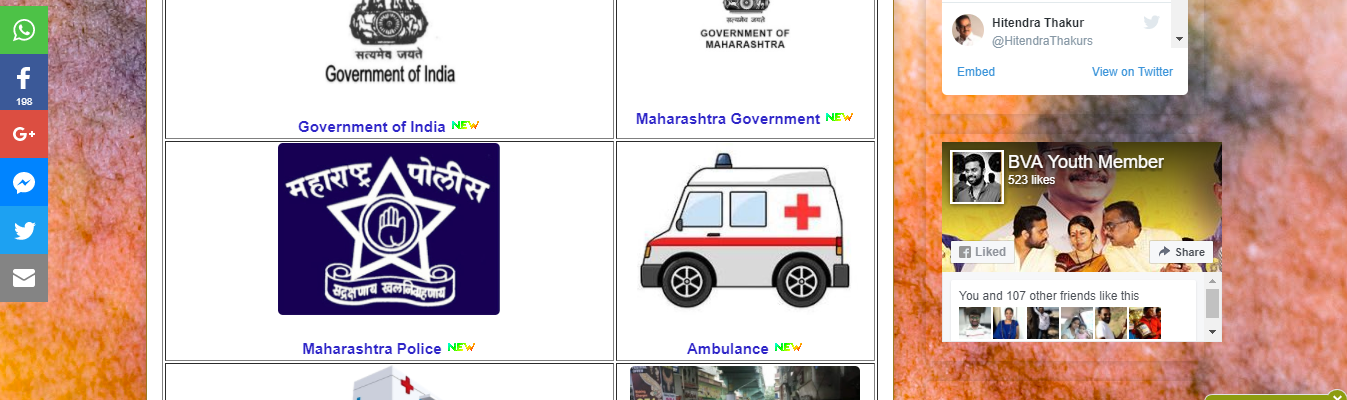 198
सत्यमेव जयते
Government of India
Government of India NEW
सत्यमेव जयते
GOVERNMENT OF
MAHARASHTRA
Maharashtra Government NEW
महाराष्ट्र पोलीस
सद्रक्षणाय खलनिग्रहणाय
Maharashtra Police NEW
Ambulance NEW
Hitendra Thakur
@HitendraThakurs
Embed
View on Twitter
BVA Youth Member
523 likes
Liked
Share
You and 107 other friends like this